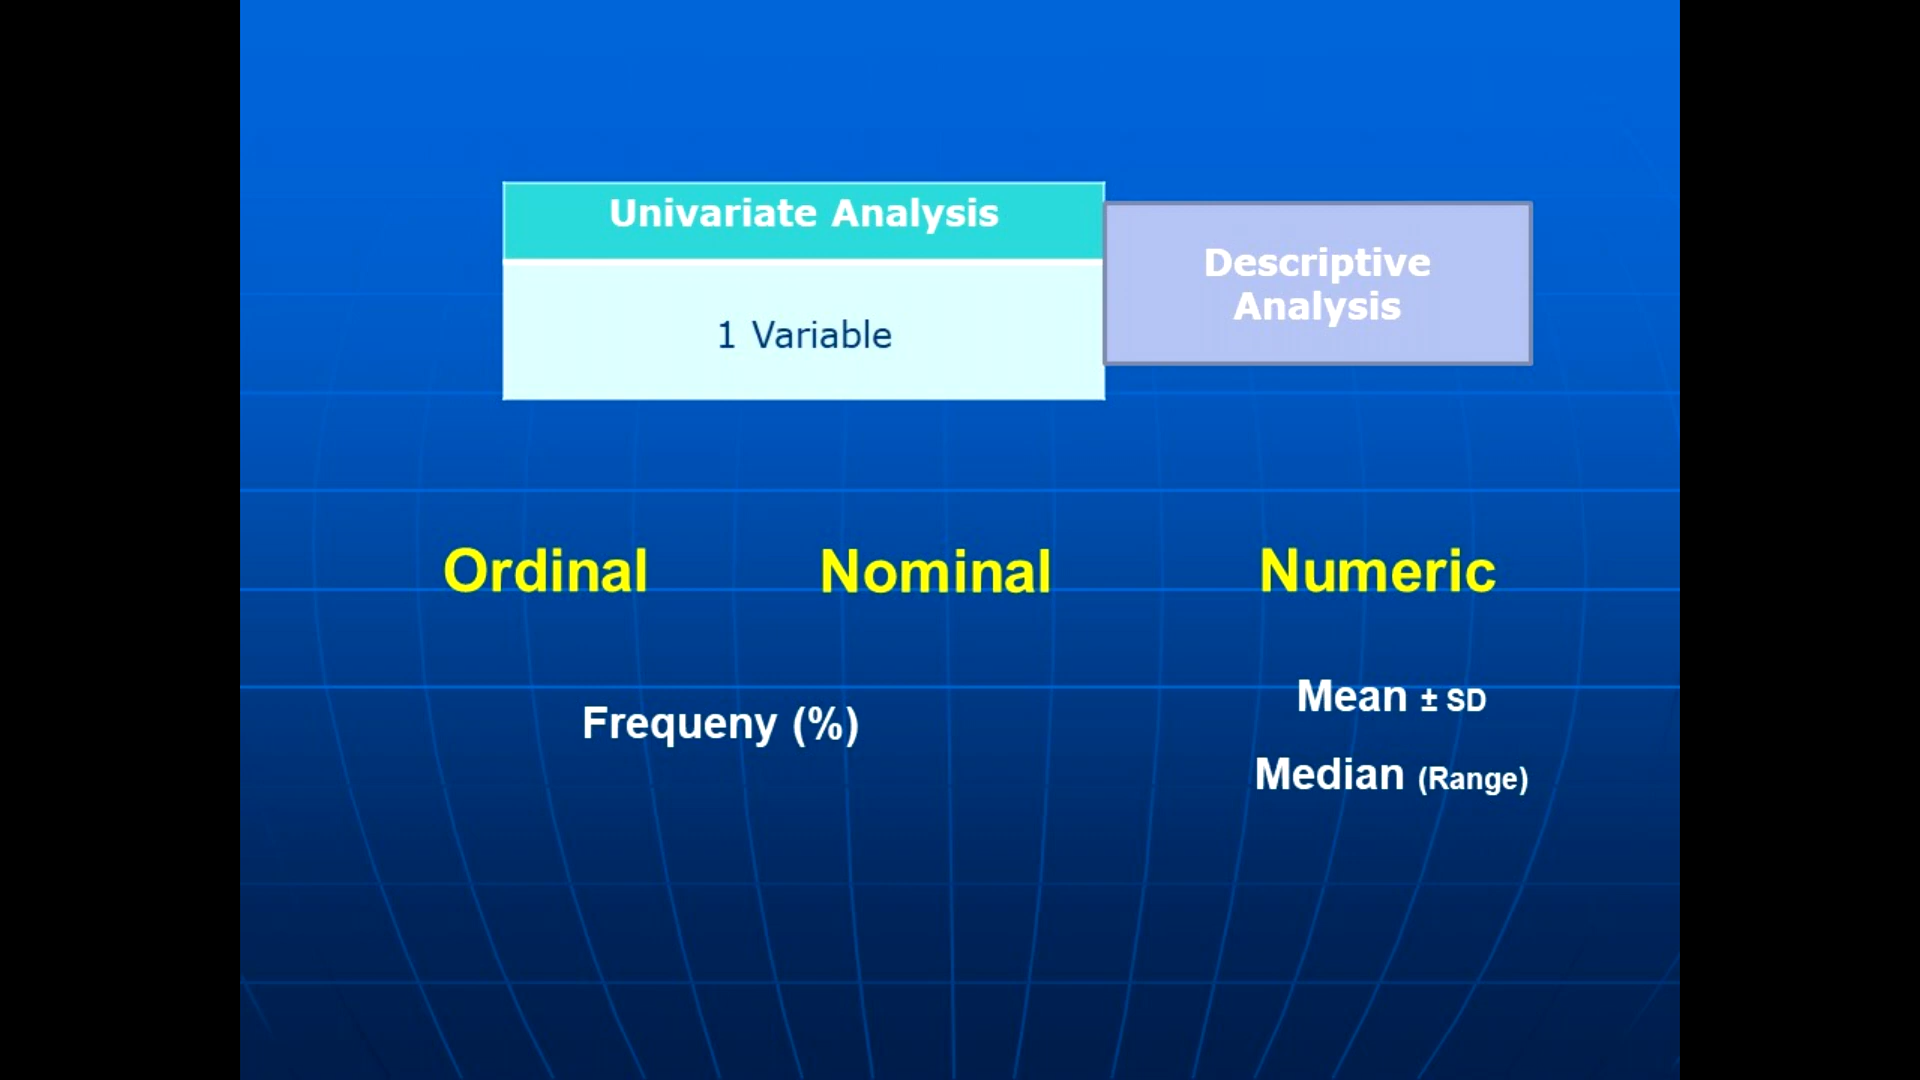 Univariate Analysis
1 Variable
Descriptive
Analysis
Ordinal
Nominal
Numeric
Frequeny (%)
Mean ± SD
Median (Range)